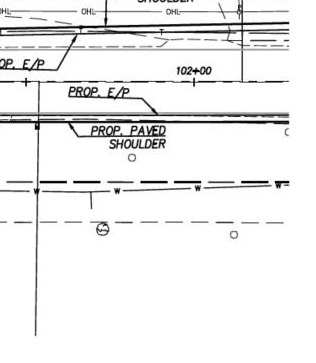 SHOULDER
OHL OHL OHL
OP. E/P
102+00
PROP. E/P
PROP. PAVED
SHOULDER
W W W W